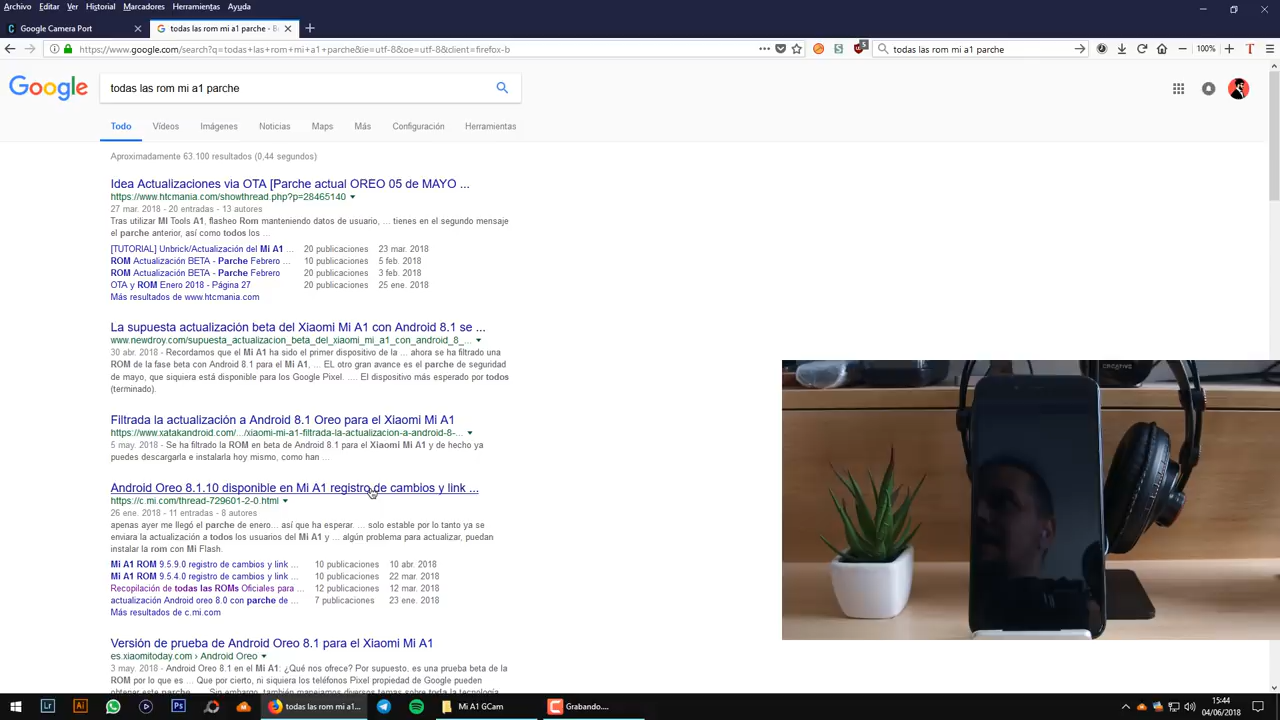 Archivo Editar Ver Historial Marcadores Herramientas Ayuda
Google Camera Port
todas las rom mi a1 parche - B
https://www.google.com/search?q=todas+las+rom+mi+a1+parche&ie=utf-8&oe=utf-8&client=firefox-b
todas las rom mi a1 parche
100%
Google
todas las rom mi a1 parche
Todo Vídeos Imágenes Noticias Maps Más Configuración Herramientas
Aproximadamente 63.100 resultados (0,44 segundos)
Idea Actualizaciones via OTA [Parche actual OREO 05 de MAYO ...
https://www.htcmania.com/showthread.php?p=28465140
27 mar. 2018 - 20 entradas - 13 autores
Tras utilizar MI Tools A1, flasheo Rom manteniendo datos de usuario, ... tienes en el segundo mensaje
el parche anterior, así como todos los ...
[TUTORIAL] Unbrick/Actualización del Mi A1 ... 20 publicaciones 23 mar. 2018
ROM Actualización BETA - Parche Febrero ... 10 publicaciones 5 feb. 2018
ROM Actualización BETA - Parche Febrero 20 publicaciones 3 feb. 2018
OTA y ROM Enero 2018 - Página 27 20 publicaciones 25 ene. 2018
Más resultados de www.htcmania.com
La supuesta actualización beta del Xiaomi Mi A1 con Android 8.1 se ...
www.newdroy.com/supuesta_actualizacion_beta_del_xiaomi_mi_a1_con_android_8_...
30 abr. 2018 - Recordamos que el Mi A1 ha sido el primer dispositivo de la ... ahora se ha filtrado una
ROM de la fase beta con Android 8.1 para el Mi A1, ... EL otro gran avance es el parche de seguridad
de mayo, que siquiera está disponible para los Google Pixel. .... El dispositivo más esperado por todos
(terminado).
Filtrada la actualización a Android 8.1 Oreo para el Xiaomi Mi A1
https://www.xatakandroid.com/.../xiaomi-mi-a1-filtrada-la-actualizacion-a-android-8-...
5 may. 2018 - Se ha filtrado la ROM en beta de Android 8.1 para el Xiaomi Mi A1 y de hecho ya
puedes descargarla e instalarla hoy mismo, como han ...
Android Oreo 8.1.10 disponible en Mi A1 registro de cambios y link ...
https://c.mi.com/thread-729601-2-0.html
26 ene. 2018 - 11 entradas - 8 autores
apenas ayer me llegó el parche de enero... así que ha esperar. ... solo estable por lo tanto ya se
enviara la actualización a todos los usuarios del Mi A1 y ... algún problema para actualizar, puedan
instalar la rom con Mi Flash.
Mi A1 ROM 9.5.9.0 registro de cambios y link ... 10 publicaciones 10 abr. 2018
Mi A1 ROM 9.5.4.0 registro de cambios y link ... 10 publicaciones 22 mar. 2018
Recopilación de todas las ROMs Oficiales para ... 12 publicaciones 12 mar. 2018
actualización Android oreo 8.0 con parche de ... 7 publicaciones 23 ene. 2018
Más resultados de c.mi.com
Versión de prueba de Android Oreo 8.1 para el Xiaomi Mi A1
es.xiaomitoday.com › Android Oreo
3 may. 2018 - Android Oreo 8.1 en el Mi A1: ¿Qué nos ofrece? Por supuesto, es una prueba beta de la
ROM por lo que es ... Que por cierto, ni siquiera los teléfonos Pixel propiedad de Google pueden
obtener este parche ... Sin embargo, también manejamos diversos temas sobre toda la tecnología
CREATIVE
todas las rom mi a1...
Mi A1 GCam
Grabando....
15:44
04/06/2018